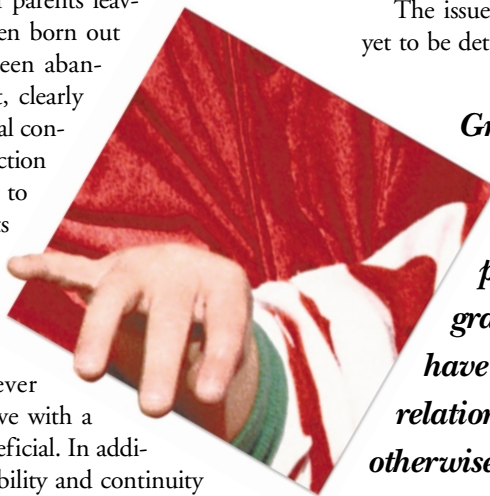 parents leav-
en born out
een aban-
t, clearly
al con-
ction
to
s
ever
ve with a
eficial. In addi-
bility and continuity
The issue
yet to be det
Gr
p
gra
have
relation
otherwise